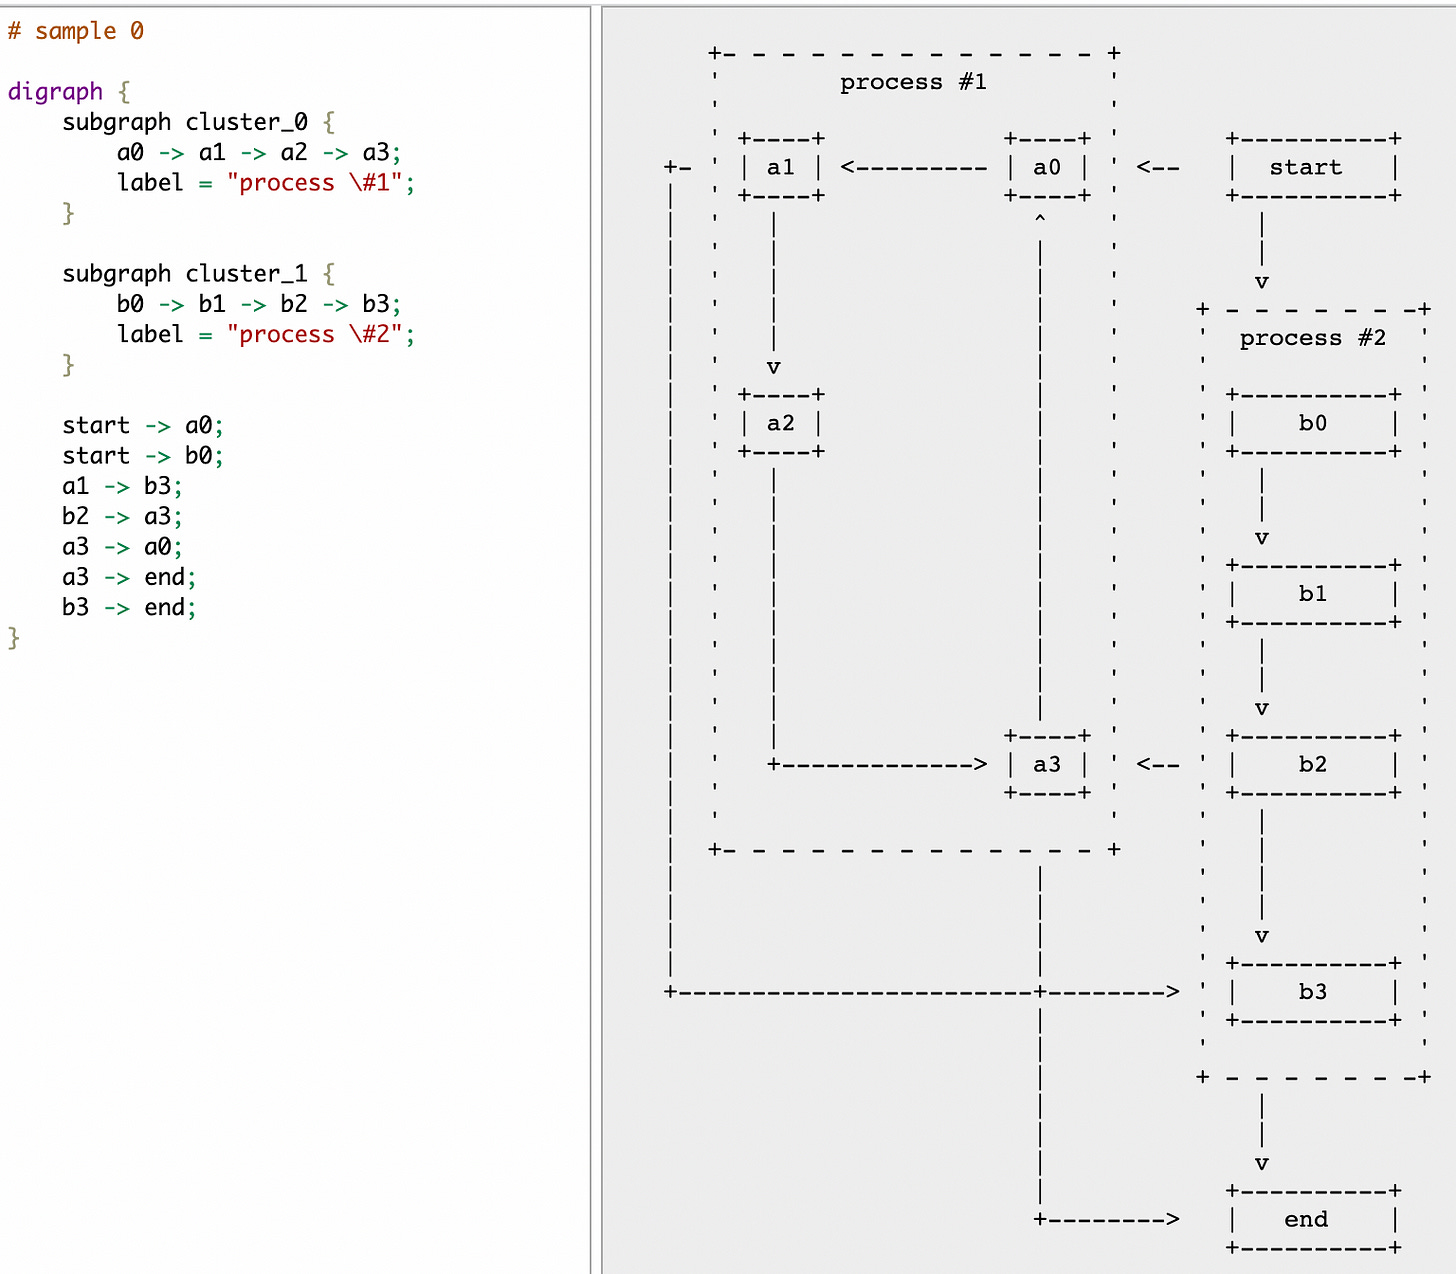 # sample 0
digraph {
subgraph cluster_0 {
a0 -> a1 -> a2 -> a3;
label = "process \#1";
}
subgraph cluster_1 {
b0 -> b1 -> b2 -> b3;
label = "process \#2";
}
start -> a0;
start -> b0;
a1 -> b3;
b2 -> a3;
a3 -> a0;
a3 -> end;
b3 -> end;
}
process #1
a1
a0
start
process #2
a2
b0
b1
a3
b2
b3
end